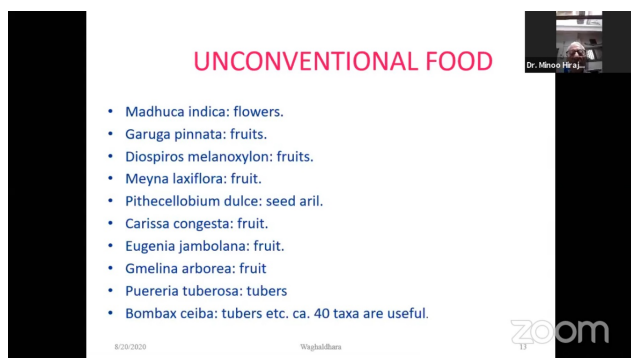 UNCONVENTIONAL FOOD
Dr. Minoo Hiraj...
• Madhuca indica: flowers.
• Garuga pinnata: fruits.
• Diospiros melanoxylon: fruits.
• Meyna laxiflora: fruit.
• Pithecellobium dulce: seed aril.
• Carissa congesta: fruit.
• Eugenia jambolana: fruit.
• Gmelina arborea: fruit
• Puereria tuberosa: tubers
• Bombax ceiba: tubers etc. ca. 40 taxa are useful.
8/20/2020 Waghaldhara 13
zoom